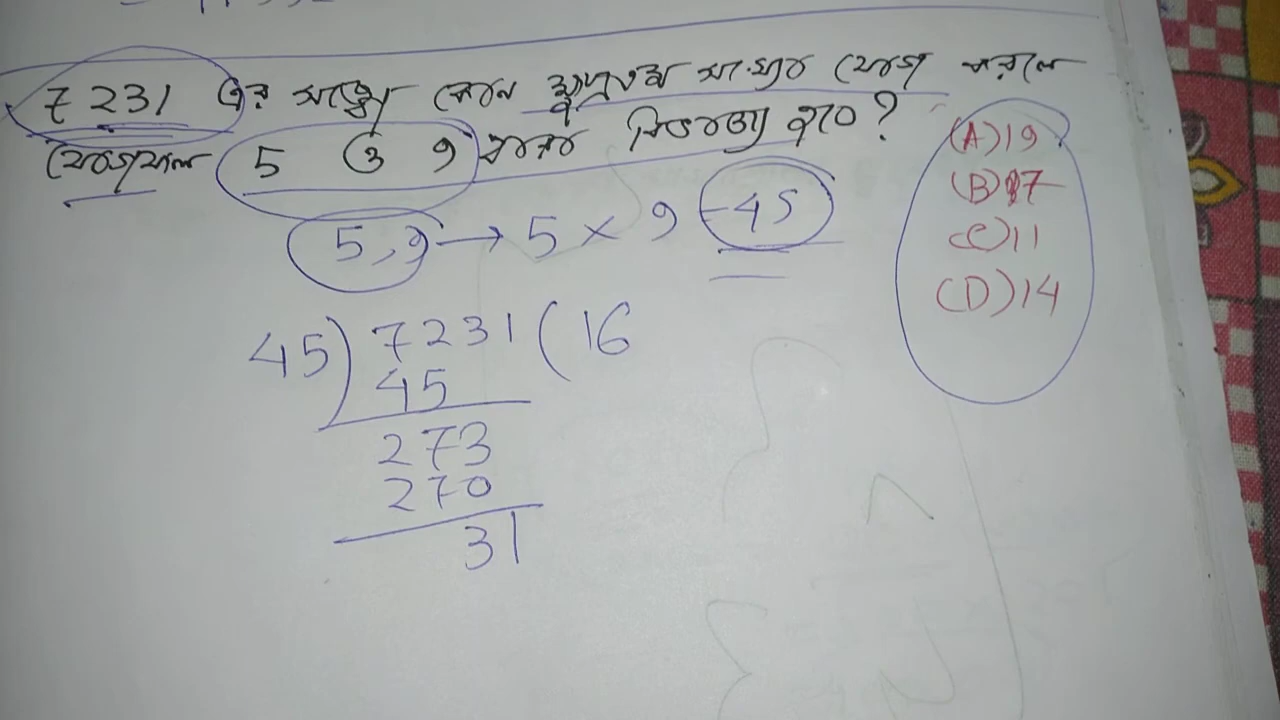 7231 এর সাথে কোন ক্ষুদ্রতম সংখ্যার যোগ করলে
যোগফল 5 ও 9 দ্বারা বিভাজ্য হবে?
(A) 19
(B) 17
(C) 11
(D) 14
5,9 → 5 × 9 - 45
45) 7231 ( 16
45
273
270
31